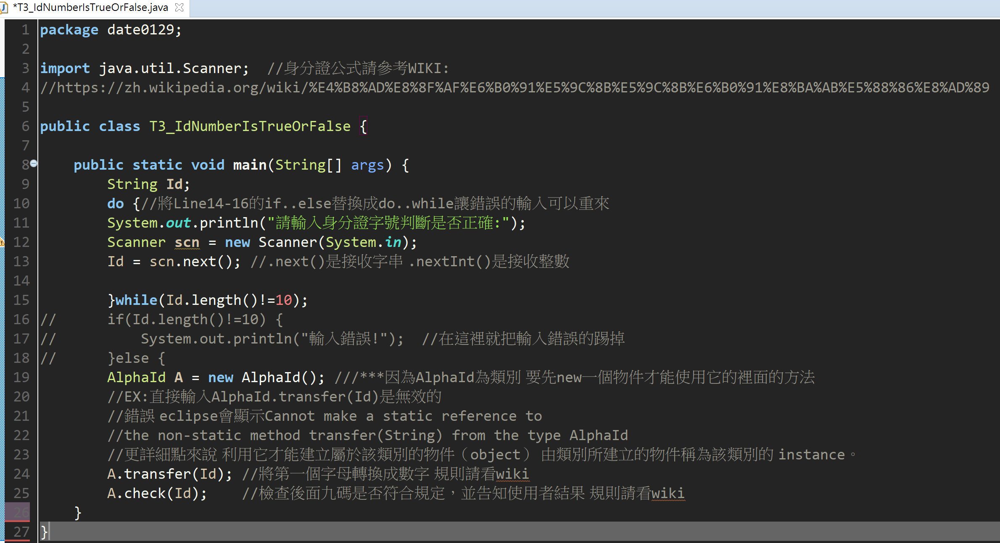 *T3_IdNumberIsTrueOrFalse.java
1 package date0129;
2
3 import java.util.Scanner;  //身分證公式請參考WIKI:
4 //https://zh.wikipedia.org/wiki/%E4%B8%AD%E8%8F%AF%E6%B0%91%E5%9C%8B%E5%9C%8B%E6%B0%91%E8%BA%AB%E5%88%86%E8%AD%89
5
6 public class T3_IdNumberIsTrueOrFalse {
7
8     public static void main(String[] args) {
9         String Id;
10         do {//將Line14-16的if..else替換成do..while讓錯誤的輸入可以重來
11         System.out.println("請輸入身分證字號判斷是否正確:");
12         Scanner scn = new Scanner(System.in);
13         Id = scn.next(); //.next()是接收字串 .nextInt()是接收整數
14
15         }while(Id.length()!=10);
16 //      if(Id.length()!=10) {
17 //          System.out.println("輸入錯誤!");  //在這裡就把輸入錯誤的踢掉
18 //      }else {
19         AlphaId A = new AlphaId(); ///***因為AlphaId為類別 要先new一個物件才能使用它的裡面的方法
20         //EX:直接輸入AlphaId.transfer(Id)是無效的
21         //錯誤 eclipse會顯示Cannot make a static reference to
22         //the non-static method transfer(String) from the type AlphaId
23         //更詳細點來說 利用它才能建立屬於該類別的物件（object） 由類別所建立的物件稱為該類別的 instance。
24         A.transfer(Id); //將第一個字母轉換成數字 規則請看wiki
25         A.check(Id);    //檢查後面九碼是否符合規定，並告知使用者結果 規則請看wiki
26     }
27 }